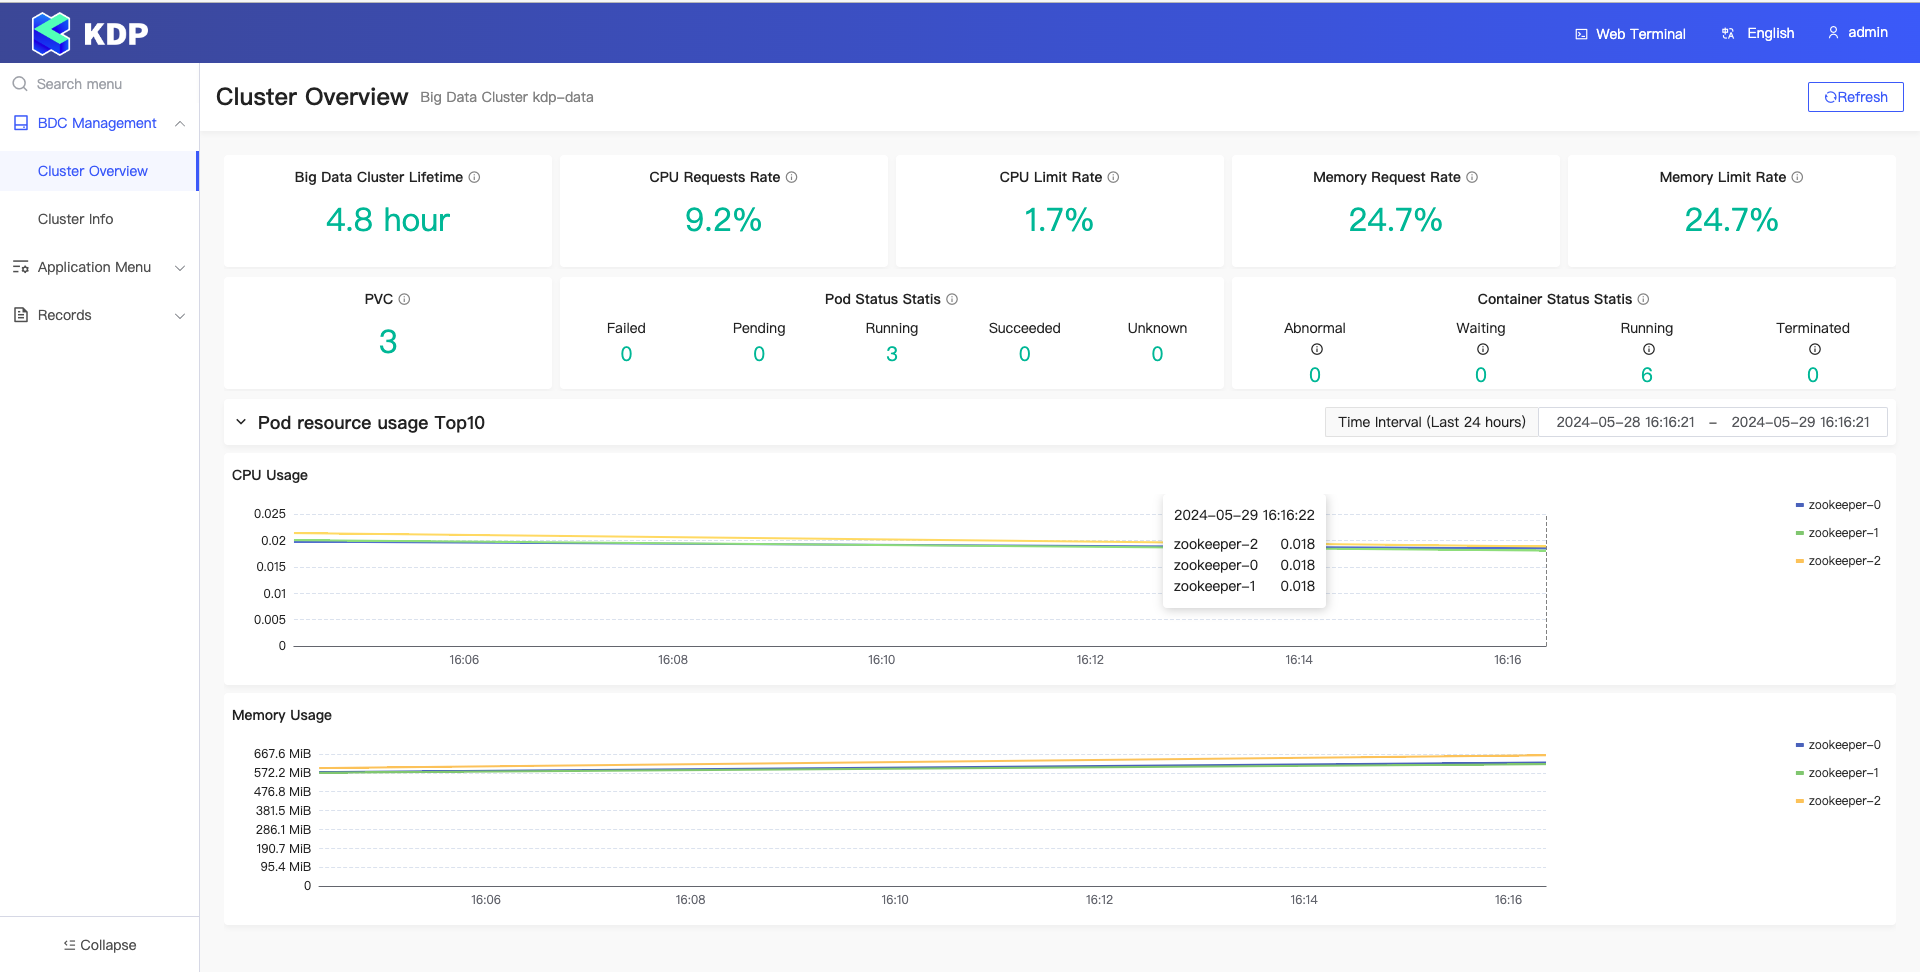 KDP
Web Terminal
English
admin
Search menu
BDC Management
Cluster Overview
Cluster Info
Application Menu
Records
Collapse
Cluster Overview Big Data Cluster kdp-data
Refresh
Big Data Cluster Lifetime
4.8 hour
CPU Requests Rate
9.2%
CPU Limit Rate
1.7%
Memory Request Rate
24.7%
Memory Limit Rate
24.7%
PVC
3
Pod Status Statis
Failed Pending Running Succeeded Unknown
0 0 3 0 0
Container Status Statis
Abnormal Waiting Running Terminated
0 0 6 0
Pod resource usage Top10
Time Interval (Last 24 hours) 2024-05-28 16:16:21 - 2024-05-29 16:16:21
CPU Usage
0.025
0.02
0.015
0.01
0.005
0
16:06 16:08 16:10 16:12 16:14 16:16
2024-05-29 16:16:22
zookeeper-2 0.018
zookeeper-0 0.018
zookeeper-1 0.018
zookeeper-0
zookeeper-1
zookeeper-2
Memory Usage
667.6 MiB
572.2 MiB
476.8 MiB
381.5 MiB
286.1 MiB
190.7 MiB
95.4 MiB
0
16:06 16:08 16:10 16:12 16:14 16:16
zookeeper-0
zookeeper-1
zookeeper-2